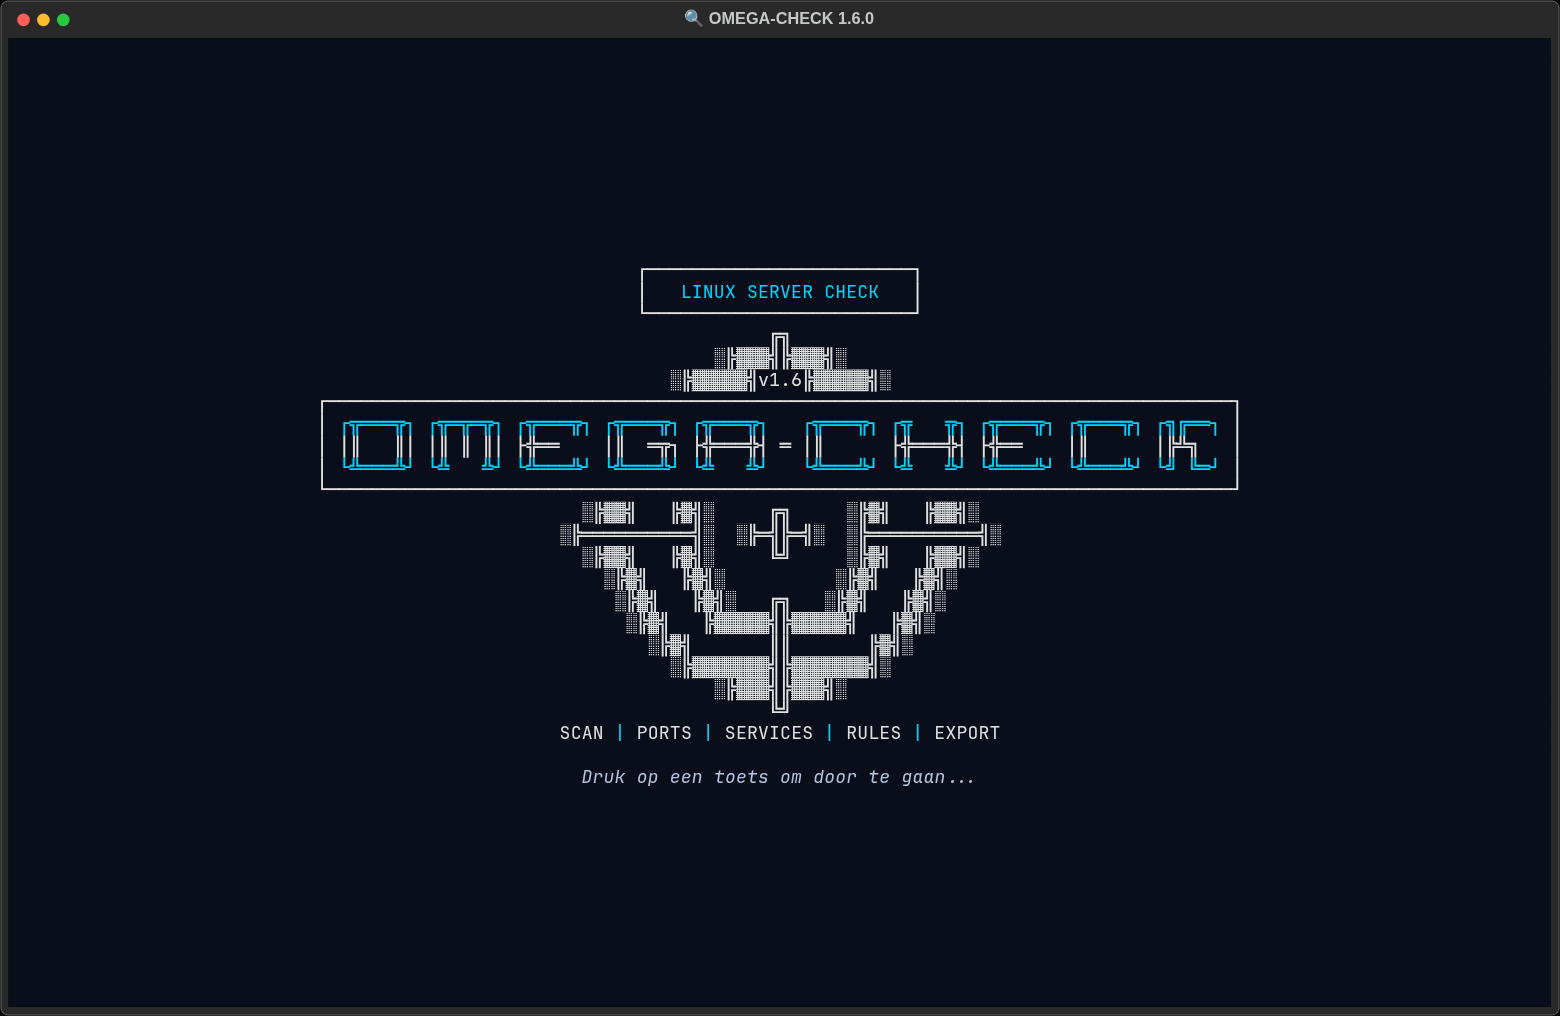 🔍 OMEGA-CHECK 1.6.0
LINUX SERVER CHECK
v1.6
OMEGA-CHECK
SCAN | PORTS | SERVICES | RULES | EXPORT
Druk op een toets om door te gaan...